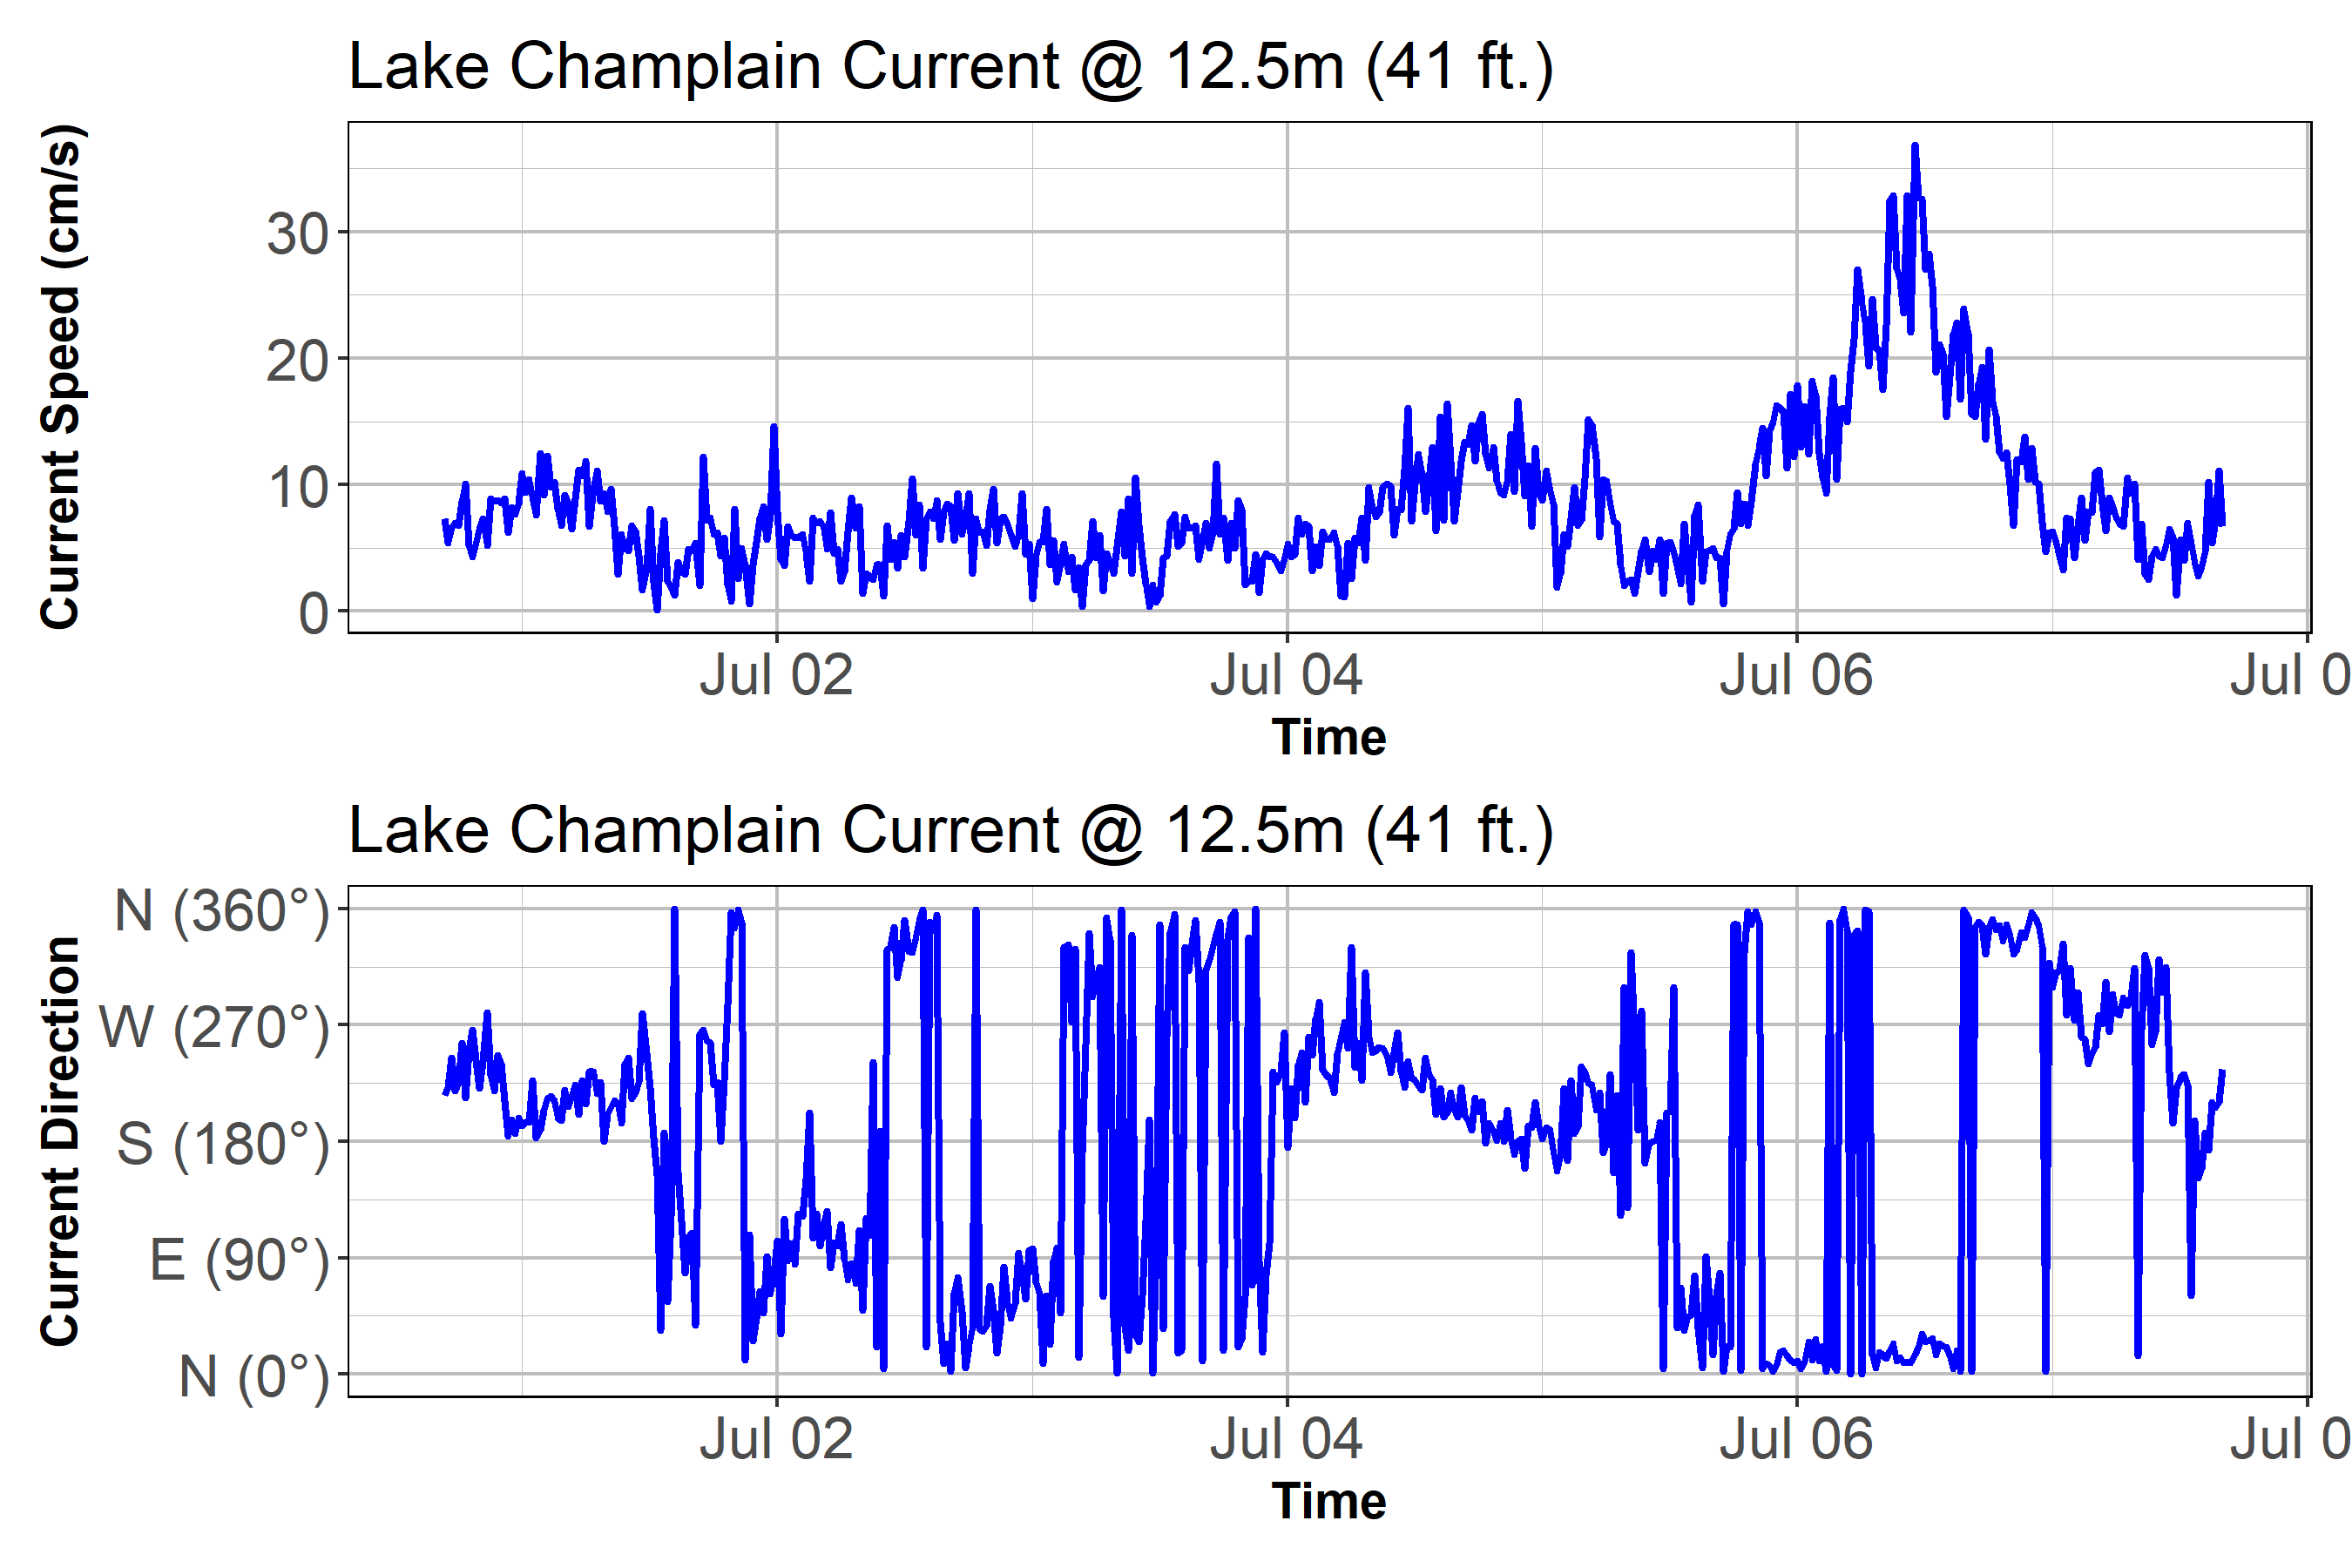 Lake Champlain Current @ 12.5m (41 ft.)
Current Speed (cm/s)
30
20
10
0
Jul 02 Jul 04 Jul 06 Jul 0
Time
Lake Champlain Current @ 12.5m (41 ft.)
Current Direction
N (360°)
W (270°)
S (180°)
E (90°)
N (0°)
Jul 02 Jul 04 Jul 06 Jul 0
Time